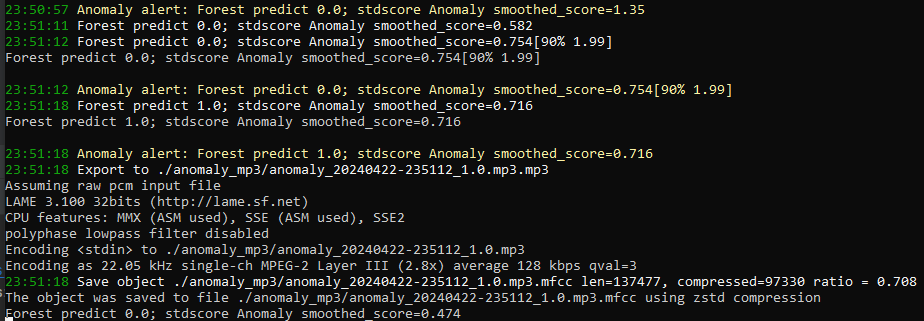 23:50:57 Anomaly alert: Forest predict 0.0; stdscore Anomaly smoothed_score=1.35
23:51:11 Forest predict 0.0; stdscore Anomaly smoothed_score=0.582
23:51:12 Forest predict 0.0; stdscore Anomaly smoothed_score=0.754[90% 1.99]
Forest predict 0.0; stdscore Anomaly smoothed_score=0.754[90% 1.99]
23:51:12 Anomaly alert: Forest predict 0.0; stdscore Anomaly smoothed_score=0.754[90% 1.99]
23:51:18 Forest predict 1.0; stdscore Anomaly smoothed_score=0.716
Forest predict 1.0; stdscore Anomaly smoothed_score=0.716
23:51:18 Anomaly alert: Forest predict 1.0; stdscore Anomaly smoothed_score=0.716
23:51:18 Export to ./anomaly_mp3/anomaly_20240422-235112_1.0.mp3.mp3
Assuming raw pcm input file
LAME 3.100 32bits (http://lame.sf.net)
CPU features: MMX (ASM used), SSE (ASM used), SSE2
polyphase lowpass filter disabled
Encoding <stdin> to ./anomaly_mp3/anomaly_20240422-235112_1.0.mp3
Encoding as 22.05 kHz single-ch MPEG-2 Layer III (2.8x) average 128 kbps qval=3
23:51:18 Save object ./anomaly_mp3/anomaly_20240422-235112_1.0.mp3.mfcc len=137477, compressed=97330 ratio = 0.708
The object was saved to file ./anomaly_mp3/anomaly_20240422-235112_1.0.mp3.mfcc using zstd compression
Forest predict 0.0; stdscore Anomaly smoothed_score=0.474